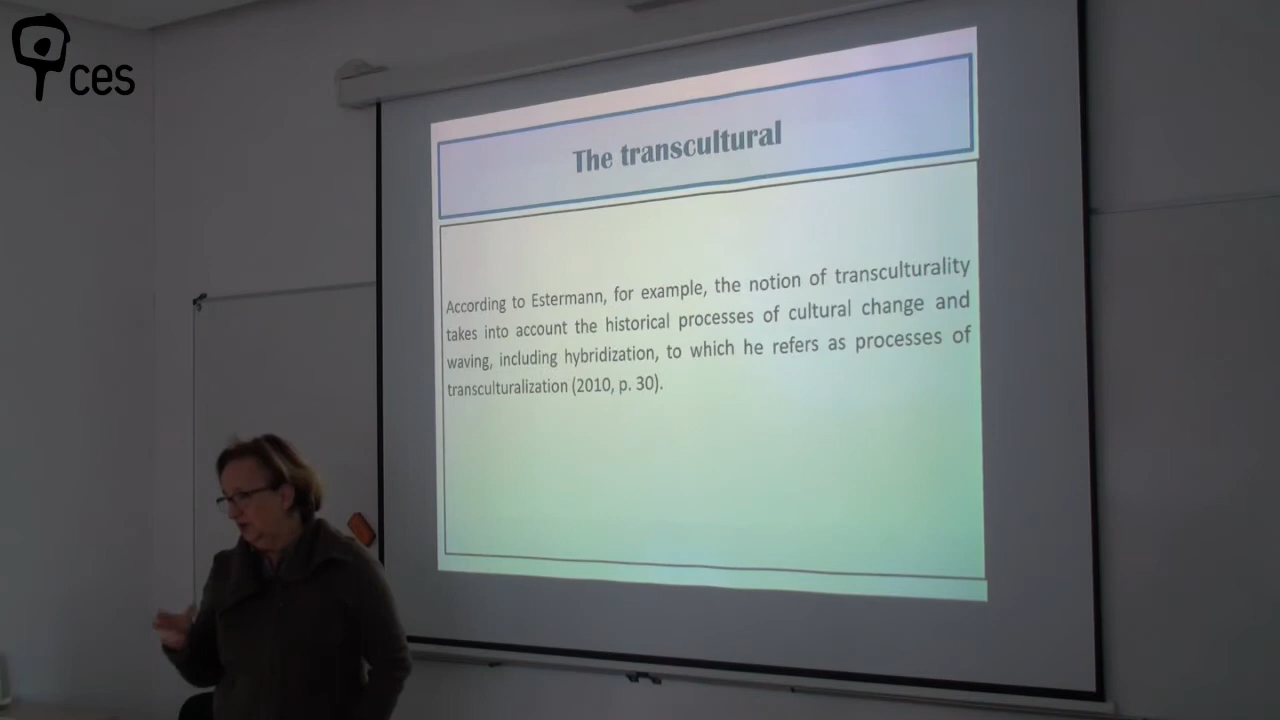 ces
The transcultural
According to Estermann, for example, the notion of transculturality
takes into account the historical processes of cultural change and
waving, including hybridization, to which he refers as processes of
transculturalization (2010, p. 30).